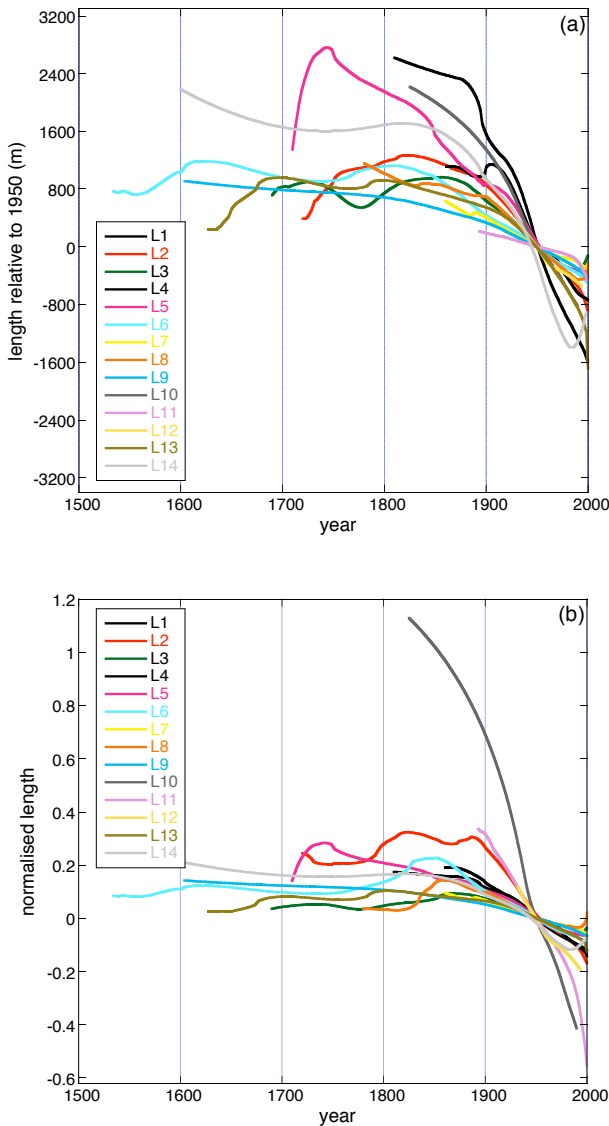 (a)
3200
2400
1600
800
0
-800
-1600
-2400
-3200
length relative to 1950 (m)
L1
L2
L3
L4
L5
L6
L7
L8
L9
L10
L11
L12
L13
L14
1500 1600 1700 1800 1900 2000
year
(b)
1.2
1
0.8
0.6
0.4
0.2
0
-0.2
-0.4
-0.6
normalised length
L1
L2
L3
L4
L5
L6
L7
L8
L9
L10
L11
L12
L13
L14
1500 1600 1700 1800 1900 2000
year